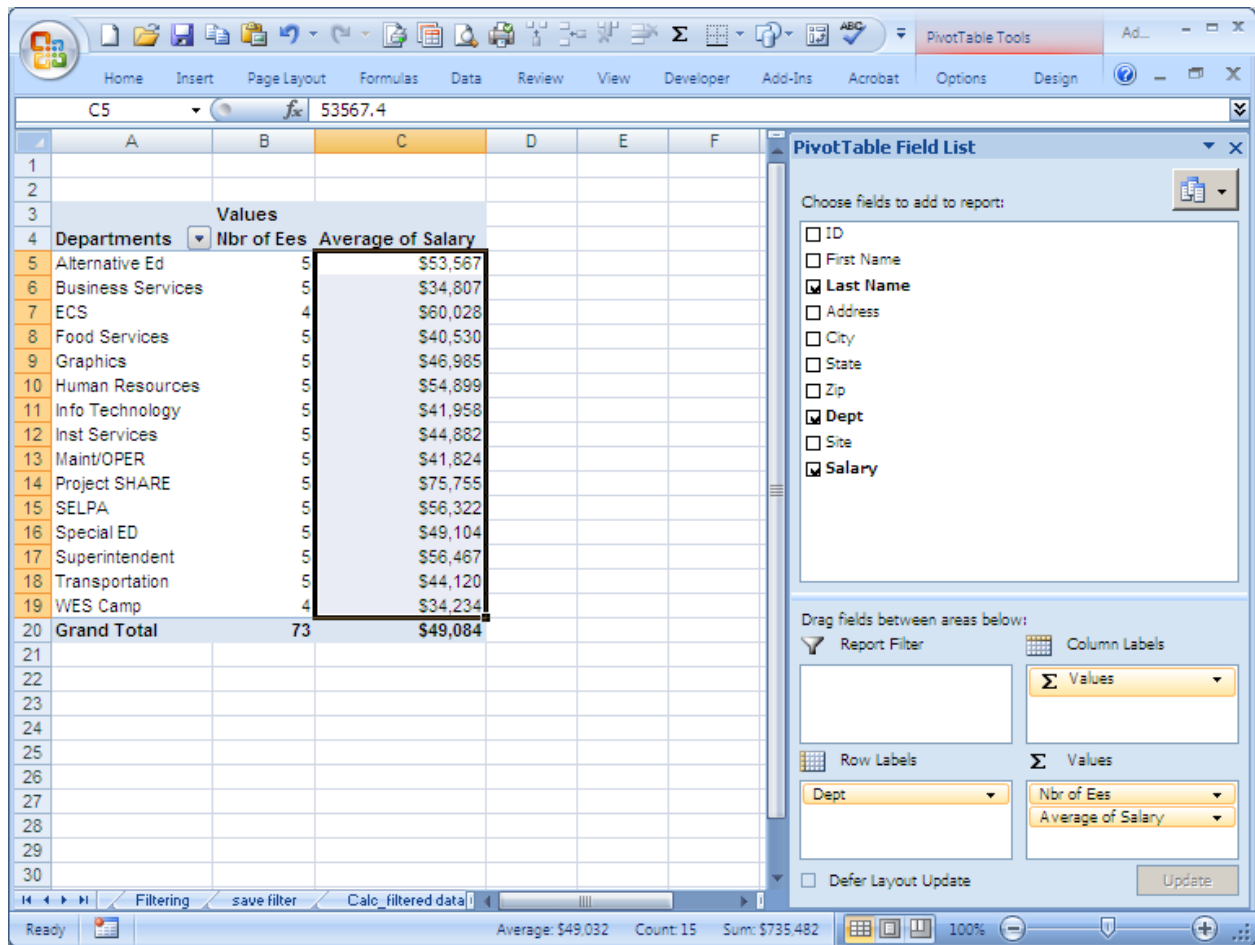 PivotTable Tools Ad...
Home Insert Page Layout Formulas Data Review View Developer Add-Ins Acrobat Options Design
C5 fx 53567.4
A B C D E F
1
2
3 Values
4 Departments Nbr of Ees Average of Salary
5 Alternative Ed 5 $53,567
6 Business Services 5 $34,807
7 ECS 4 $60,028
8 Food Services 5 $40,530
9 Graphics 5 $46,985
10 Human Resources 5 $54,899
11 Info Technology 5 $41,958
12 Inst Services 5 $44,882
13 Maint/OPER 5 $41,824
14 Project SHARE 5 $75,755
15 SELPA 5 $56,322
16 Special ED 5 $49,104
17 Superintendent 5 $56,467
18 Transportation 5 $44,120
19 WES Camp 4 $34,234
20 Grand Total 73 $49,084
21
22
23
24
25
26
27
28
29
30
PivotTable Field List
Choose fields to add to report:
ID
First Name
Last Name
Address
City
State
Zip
Dept
Site
Salary
Drag fields between areas below:
Report Filter Column Labels
Σ Values
Row Labels Σ Values
Dept Nbr of Ees
Average of Salary
Defer Layout Update Update
Filtering save filter Calc_filtered data
Ready Average: $49,032 Count: 15 Sum: $735,482 100%